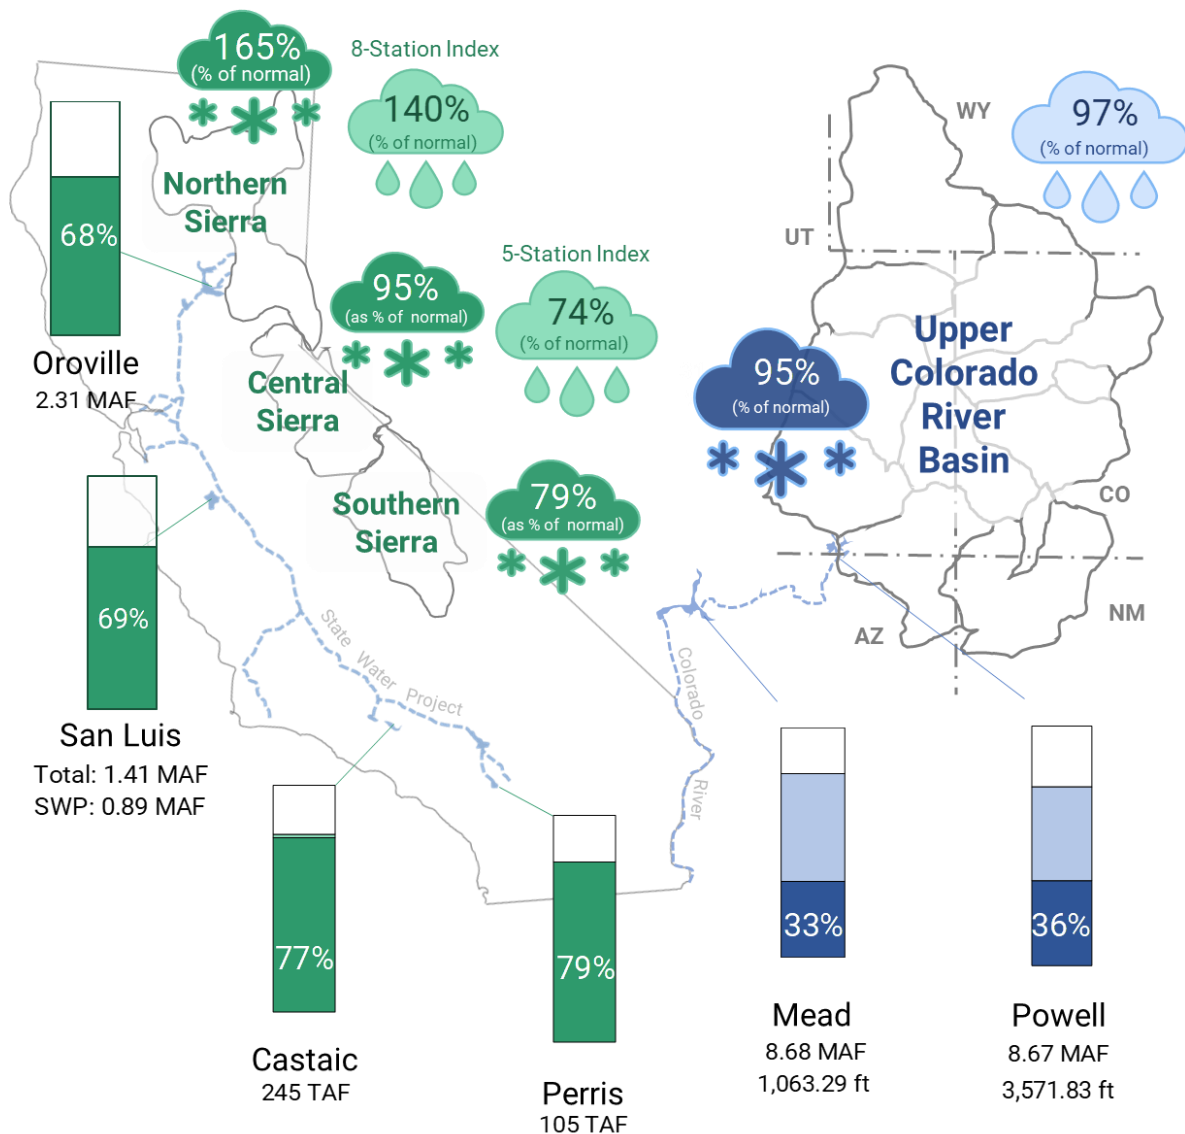 165%
(% of normal)
8-Station Index
140%
(% of normal)
Northern
Sierra
68%
Oroville
2.31 MAF
95%
(as % of normal)
5-Station Index
74%
(% of normal)
Central
Sierra
79%
(as % of normal)
Southern
Sierra
69%
San Luis
Total: 1.41 MAF
SWP: 0.89 MAF
State Water Project
77%
Castaic
245 TAF
79%
Perris
105 TAF
Colorado River
WY
97%
(% of normal)
UT
Upper
Colorado
River
Basin
95%
(% of normal)
CO
NM
AZ
33%
Mead
8.68 MAF
1,063.29 ft
36%
Powell
8.67 MAF
3,571.83 ft